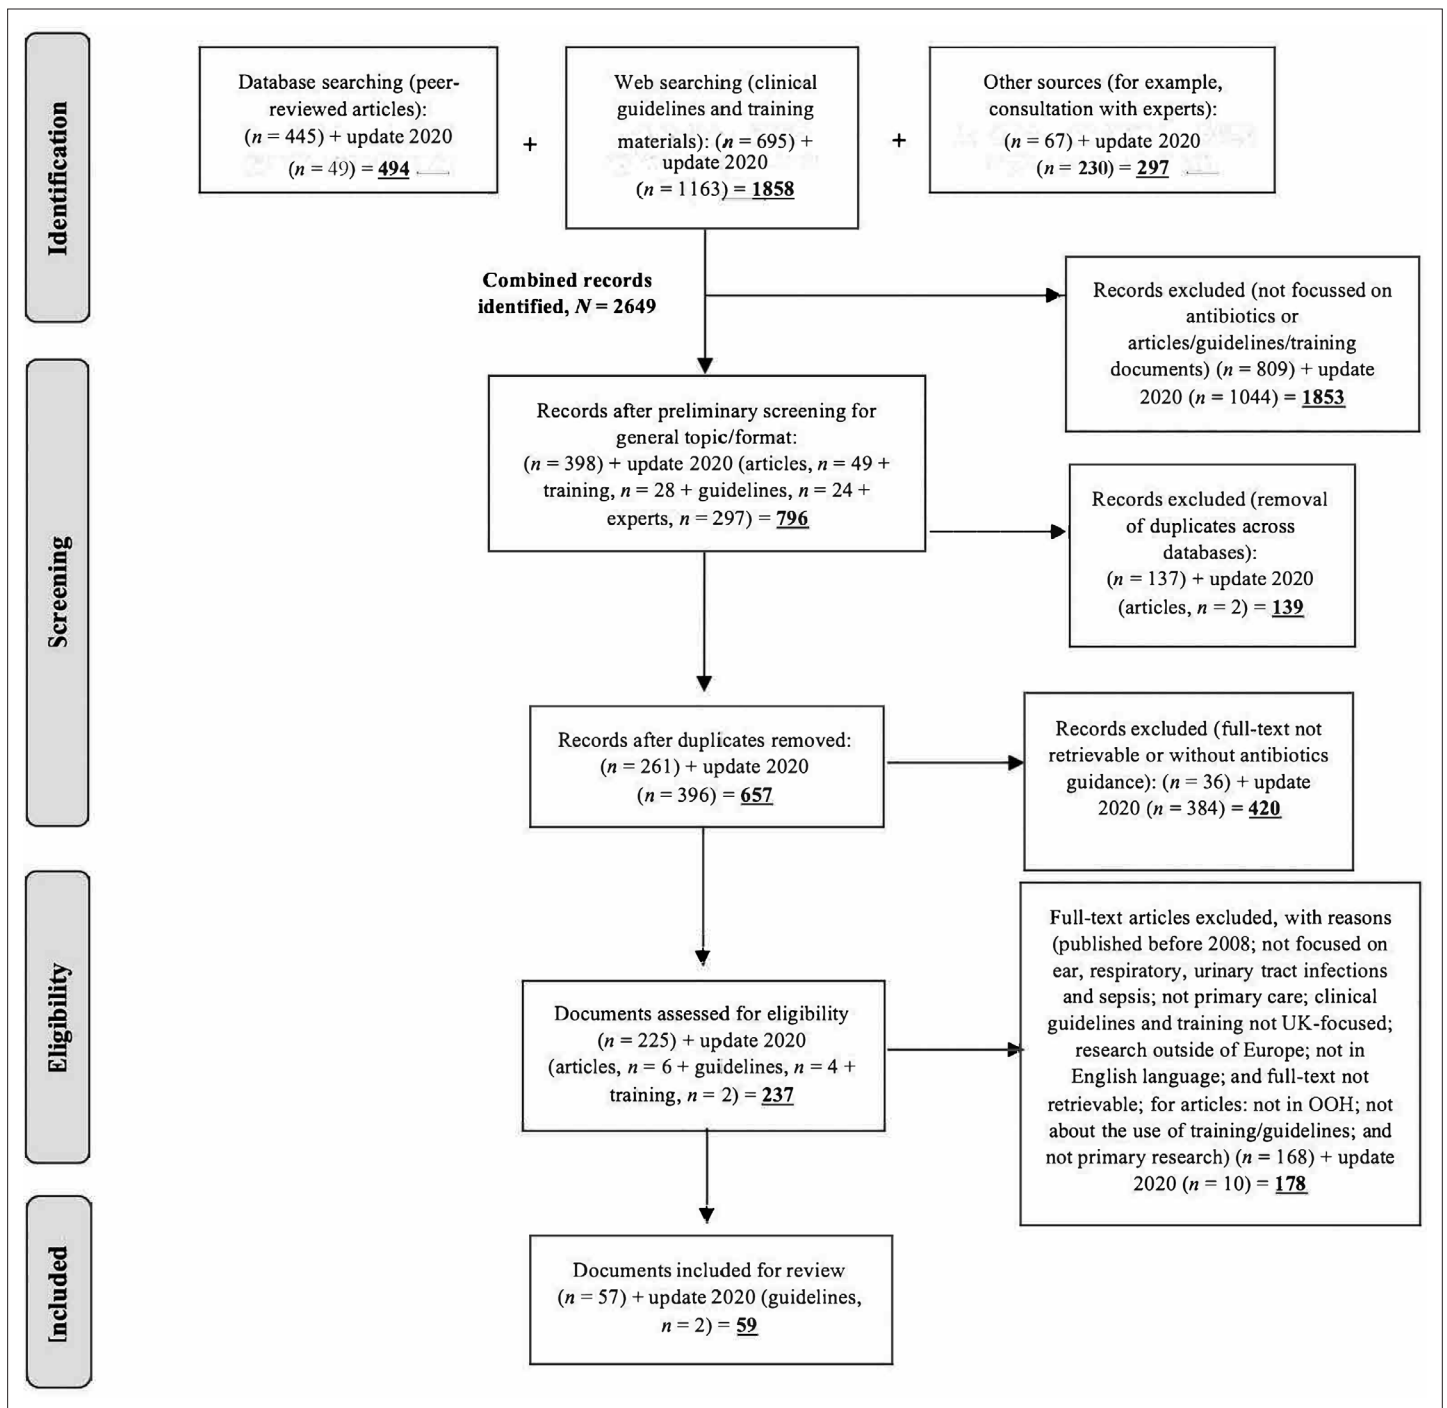 Identification
Database searching (peer-
reviewed articles):
(n = 445) + update 2020
(n = 49) = 494
+
Web searching (clinical
guidelines and training
materials): (n = 695) +
update 2020
(n = 1163) = 1858
+
Other sources (for example,
consultation with experts):
(n = 67) + update 2020
(n = 230) = 297
Combined records
identified, N = 2649
Records excluded (not focussed on
antibiotics or
articles/guidelines/training
documents) (n = 809) + update
2020 (n = 1044) = 1853
Screening
Records after preliminary screening for
general topic/format:
(n = 398) + update 2020 (articles, n = 49 +
training, n = 28 + guidelines, n = 24 +
experts, n = 297) = 796
Records excluded (removal
of duplicates across
databases):
(n = 137) + update 2020
(articles, n = 2) = 139
Records after duplicates removed:
(n = 261) + update 2020
(n = 396) = 657
Records excluded (full-text not
retrievable or without antibiotics
guidance): (n = 36) + update
2020 (n = 384) = 420
Eligibility
Documents assessed for eligibility
(n = 225) + update 2020
(articles, n = 6 + guidelines, n = 4 +
training, n = 2) = 237
Full-text articles excluded, with reasons
(published before 2008; not focused on
ear, respiratory, urinary tract infections
and sepsis; not primary care; clinical
guidelines and training not UK-focused;
research outside of Europe; not in
English language; and full-text not
retrievable; for articles: not in OOH; not
about the use of training/guidelines; and
not primary research) (n = 168) + update
2020 (n = 10) = 178
Included
Documents included for review
(n = 57) + update 2020 (guidelines,
n = 2) = 59